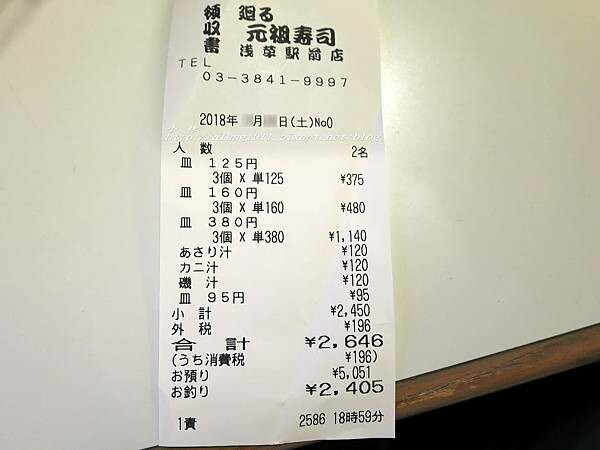 領収書
廻る
元祖寿司
浅草駅前店
TEL
03-3841-9997
2018年 月 日(土)No0
人 数 2名
皿 125円
3個 X 単125 ¥375
皿 160円
3個 X 単160 ¥480
皿 380円
3個 X 単380 ¥1,140
あさり汁 ¥120
カニ汁 ¥120
磯 汁 ¥120
皿 95円 ¥95
小 計 ¥2,450
外 税 ¥196
合 計 ¥2,646
(うち消費税 ¥196)
お預り ¥5,051
お釣り ¥2,405
1責 2586 18時59分